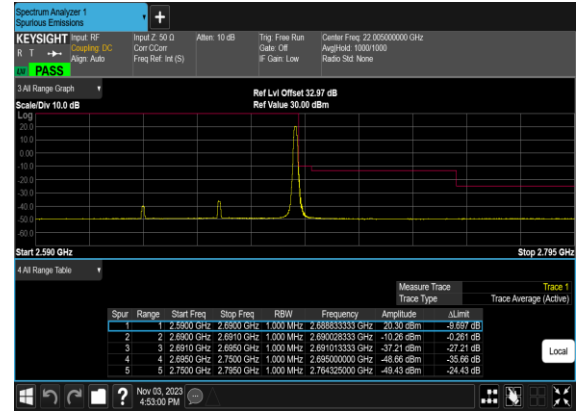 Spectrum Analyzer 1
Spurious Emissions
KEYSIGHT Input: RF Input Z: 50 Ω Atten: 10 dB Trig: Free Run Center Freq: 22.005000000 GHz
R T Coupling: DC Corr CCorr Gate: Off Avg|Hold: 1000/1000
Align: Auto Freq Ref: Int (S) IF Gain: Low Radio Std: None
PASS
3 All Range Graph
Ref Lvl Offset 32.97 dB
Scale/Div 10.0 dB Ref Value 30.00 dBm
Log
20.0
10.0
0.00
-10.0
-20.0
-30.0
-40.0
-50.0
-60.0
Start 2.590 GHz Stop 2.795 GHz
4 All Range Table
Measure Trace Trace 1
Trace Type Trace Average (Active)
Spur Range Start Freq Stop Freq RBW Frequency Amplitude ΔLimit
1 1 2.5900 GHz 2.6900 GHz 1.000 MHz 2.688833333 GHz 20.30 dBm -9.697 dB
2 2 2.6900 GHz 2.6910 GHz 1.000 MHz 2.690028333 GHz -10.26 dBm -0.261 dB
3 3 2.6910 GHz 2.6950 GHz 1.000 MHz 2.691013333 GHz -37.21 dBm -27.21 dB
4 4 2.6950 GHz 2.7500 GHz 1.000 MHz 2.695000000 GHz -48.66 dBm -35.66 dB
5 5 2.7500 GHz 2.7950 GHz 1.000 MHz 2.764325000 GHz -49.43 dBm -24.43 dB
Local
Nov 03, 2023
4:53:00 PM